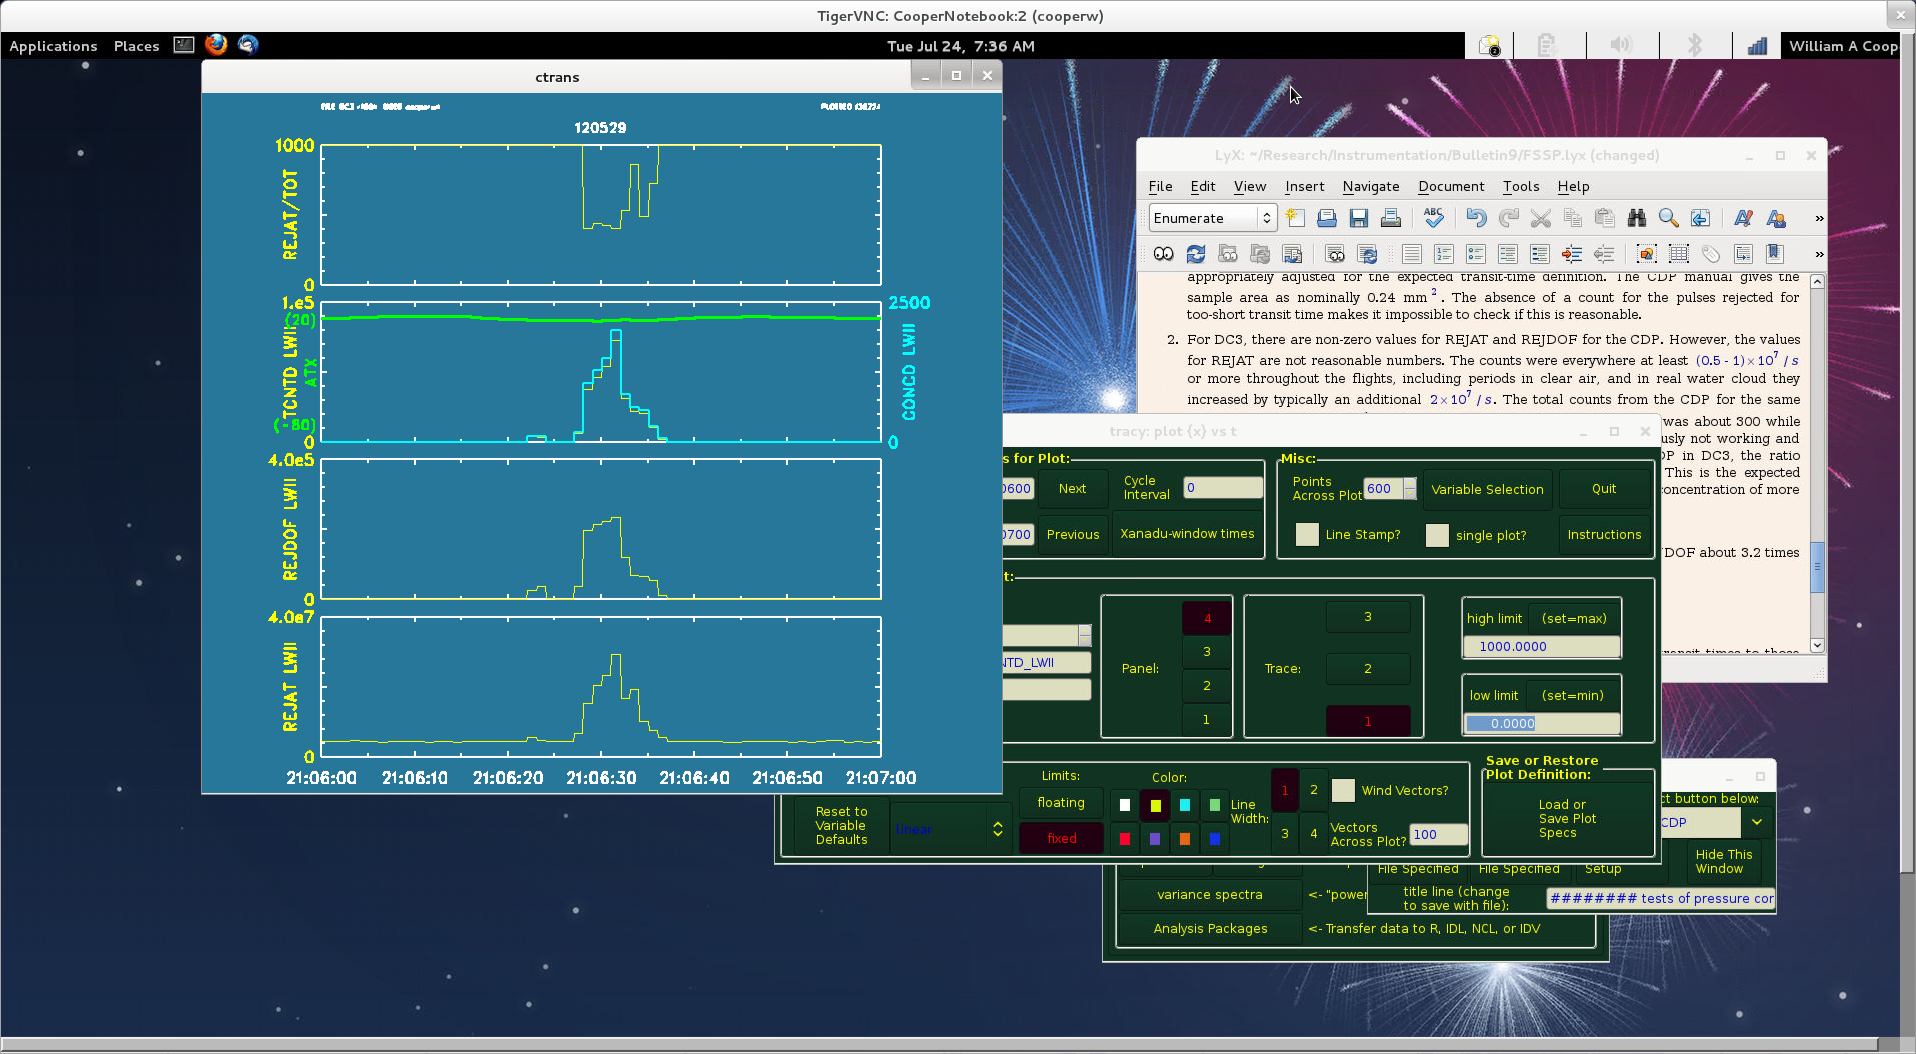 TigerVNC: CooperNotebook:2 (cooperw)
Applications Places
Tue Jul 24, 7:36 AM
William A Coop
ctrans
120529
1000
REJAT/TOT
0
1.e5
(20)
TCNTD LWII
ATX
(-80)
0
2500
CONCD LWII
0
4.0e5
REJDOF LWII
0
4.0e7
REJAT LWII
0
21:06:00 21:06:10 21:06:20 21:06:30 21:06:40 21:06:50 21:07:00
LyX: ~/Research/Instrumentation/Bulletin9/FSSP.lyx (changed)
File Edit View Insert Navigate Document Tools Help
Enumerate
ABC
»
»
appropriately adjusted for the expected transit-time definition. The CDP manual gives the
sample area as nominally 0.24 mm 2. The absence of a count for the pulses rejected for
too-short transit time makes it impossible to check if this is reasonable.
2. For DC3, there are non-zero values for REJAT and REJDOF for the CDP. However, the values
for REJAT are not reasonable numbers. The counts were everywhere at least (0.5 - 1)×10^7 / s
or more throughout the flights, including periods in clear air, and in real water cloud they
increased by typically an additional 2×10^7 / s. The total counts from the CDP for the same
was about 300 while
usly not working and
P in DC3, the ratio
This is the expected
concentration of more
DOF about 3.2 times
tracy: plot {x} vs t
s for Plot:
0600 Next
Cycle
Interval
0
0700 Previous Xanadu-window times
Misc:
Points
Across Plot
600
Variable Selection Quit
Line Stamp? single plot? Instructions
t:
NTD_LWII
Panel:
4
3
2
1
Trace:
3
2
1
high limit (set=max)
1000.0000
low limit (set=min)
0.0000
Reset to
Variable
Defaults
linear
Limits:
floating
fixed
Color:
Line
Width:
1 2
3 4
Wind Vectors?
Vectors
Across Plot?
100
Save or Restore
Plot Definition:
Load or
Save Plot
Specs
ct button below:
CDP
File Specified File Specified Setup
Hide This
Window
title line (change
to save with file):
######## tests of pressure cor
variance spectra <- "power
Analysis Packages <- Transfer data to R, IDL, NCL, or IDV